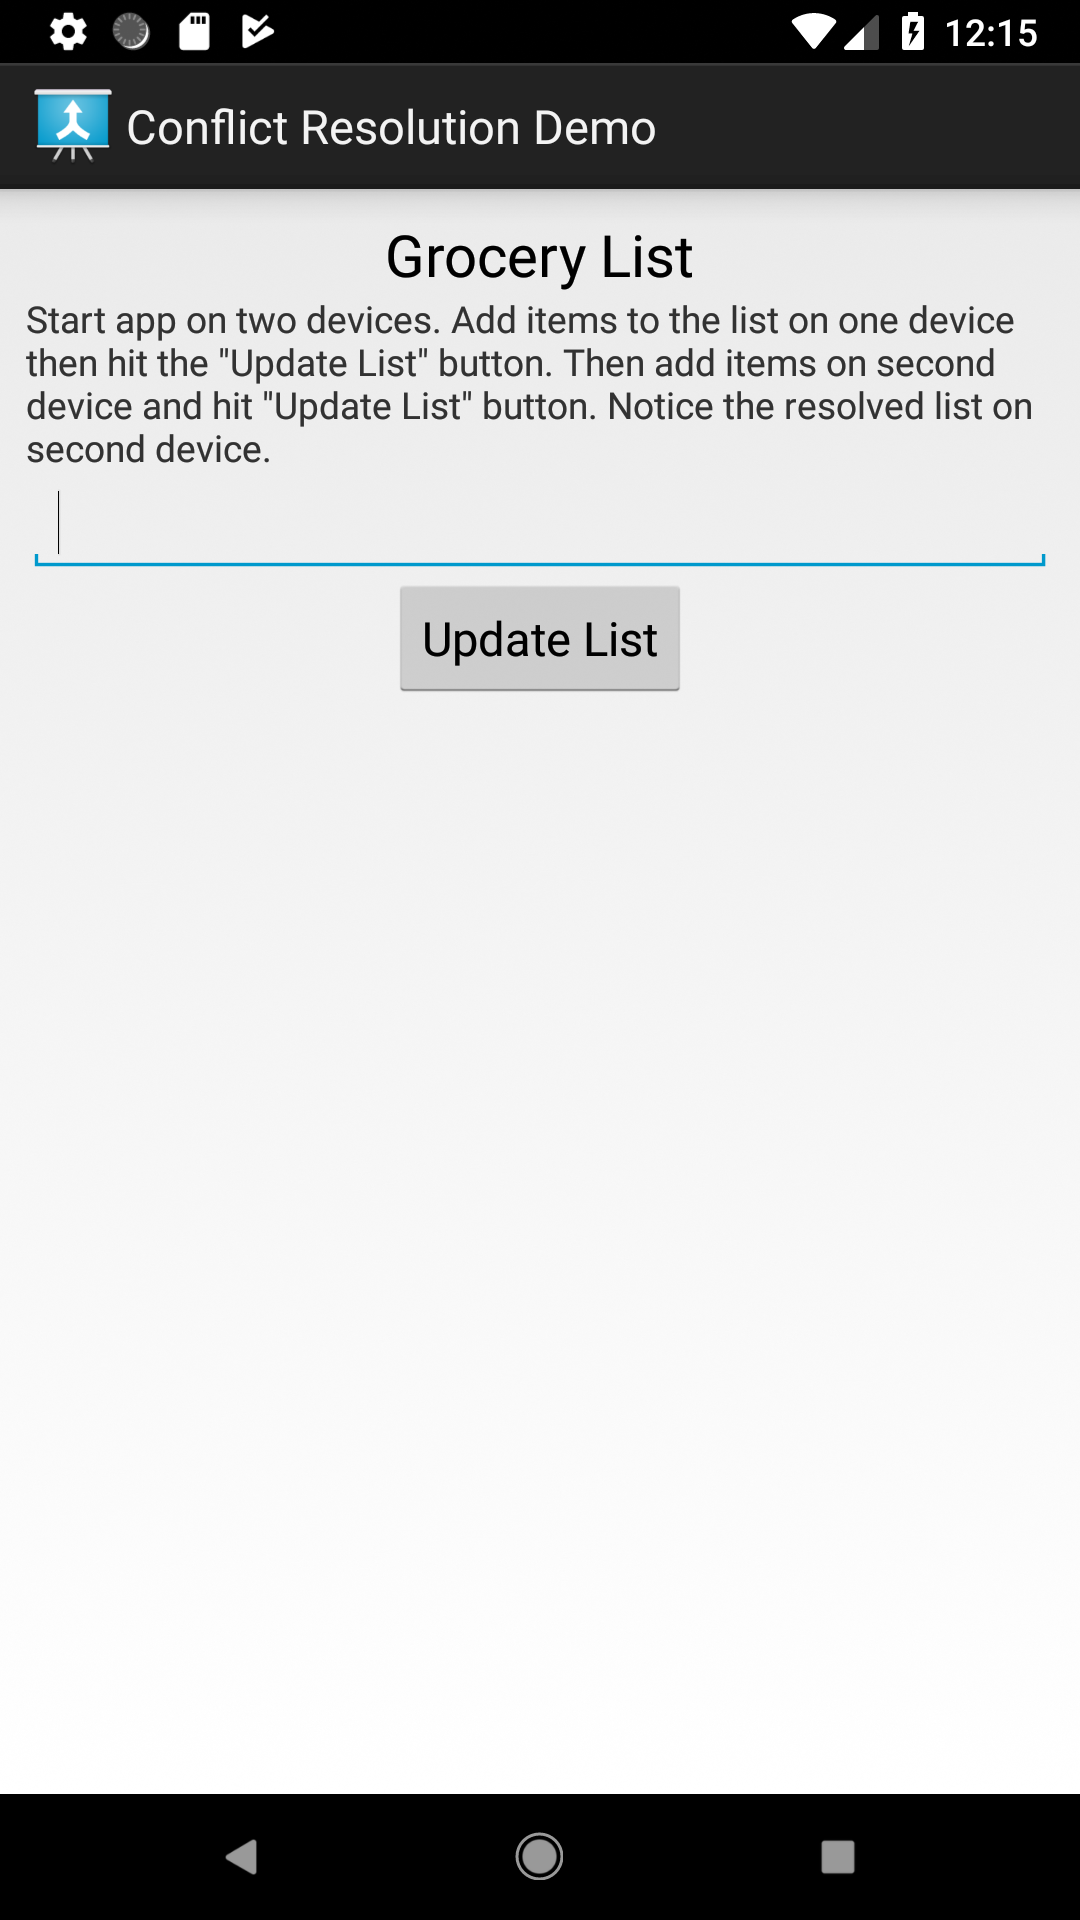 12:15
Conflict Resolution Demo
Grocery List
Start app on two devices. Add items to the list on one device
then hit the "Update List" button. Then add items on second
device and hit "Update List" button. Notice the resolved list on
second device.
Update List